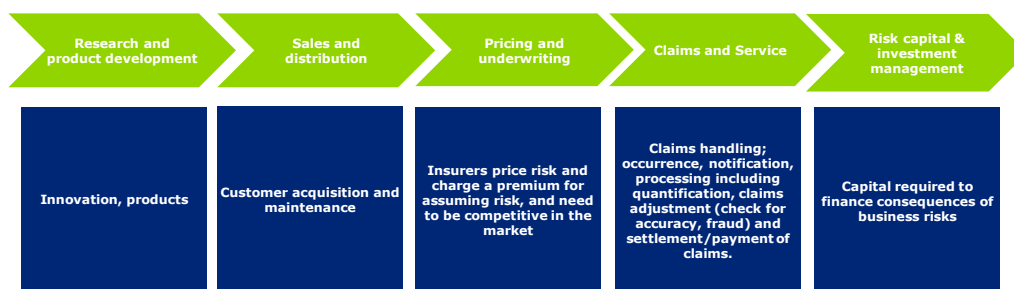 Research and
product development
Sales and
distribution
Pricing and
underwriting
Claims and Service
Risk capital &
investment
management
Innovation, products
Customer acquisition and
maintenance
Insurers price risk and
charge a premium for
assuming risk, and need
to be competitive in the
market
Claims handling;
occurrence, notification,
processing including
quantification, claims
adjustment (check for
accuracy, fraud) and
settlement/payment of
claims.
Capital required to
finance consequences of
business risks